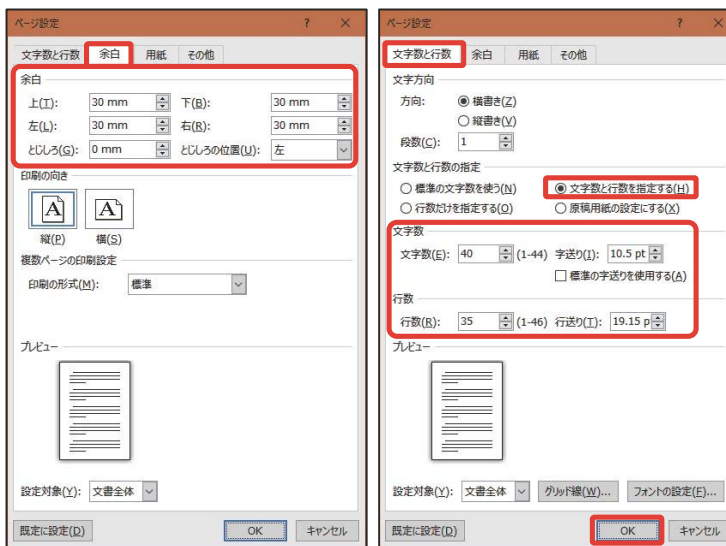 ページ設定 ? ×
文字数と行数 余白 用紙 その他
余白
上(T): 30 mm 下(B): 30 mm
左(L): 30 mm 右(R): 30 mm
とじしろ(G): 0 mm とじしろの位置(U): 左
印刷の向き
A A
縦(P) 横(S)
複数ページの印刷設定
印刷の形式(M): 標準
プレビュー
設定対象(Y): 文書全体
既定に設定(D) OK キャンセル
ページ設定 ? ×
文字数と行数 余白 用紙 その他
文字方向
方向: 横書き(Z)
縦書き(V)
段数(C): 1
文字数と行数の指定
標準の文字数を使う(N) 文字数と行数を指定する(H)
行数だけを指定する(O) 原稿用紙の設定にする(X)
文字数
文字数(E): 40 (1-44) 字送り(I): 10.5 pt
標準の字送りを使用する(A)
行数
行数(R): 35 (1-46) 行送り(T): 19.15 p
プレビュー
設定対象(Y): 文書全体 グリッド線(W)... フォントの設定(F)...
既定に設定(D) OK キャンセル